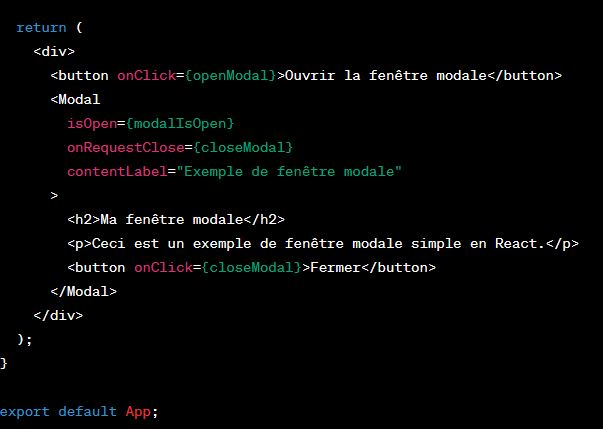 return (
<div>
<button onClick={openModal}>Ouvrir la fenêtre modale</button>
<Modal
isOpen={modalIsOpen}
onRequestClose={closeModal}
contentLabel="Exemple de fenêtre modale"
>
<h2>Ma fenêtre modale</h2>
<p>Ceci est un exemple de fenêtre modale simple en React.</p>
<button onClick={closeModal}>Fermer</button>
</Modal>
</div>
);
}
export default App;